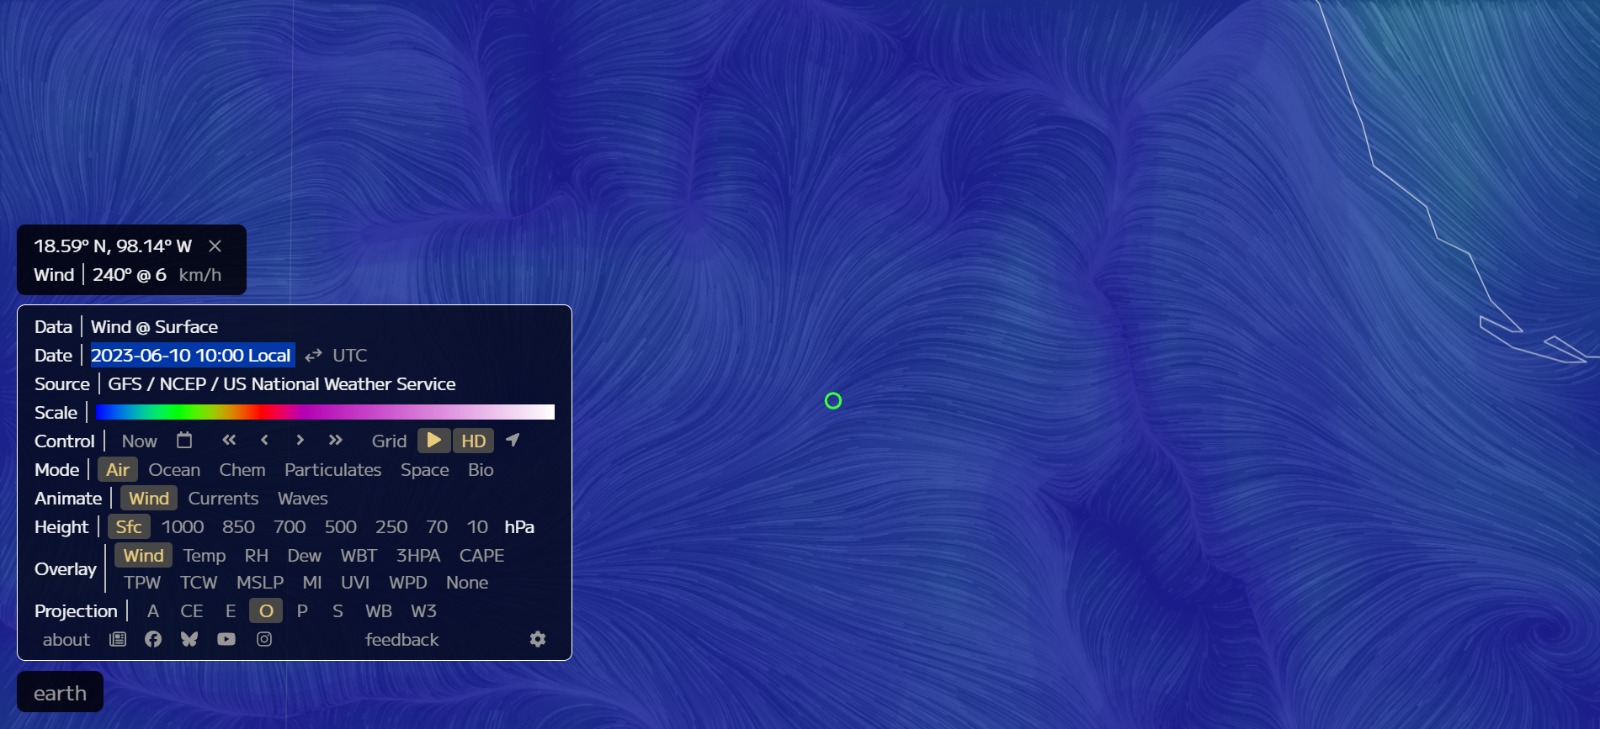 18.59° N, 98.14° W ×
Wind | 240° @ 6 km/h
Data | Wind @ Surface
Date | 2023-06-10 10:00 Local ⇄ UTC
Source | GFS / NCEP / US National Weather Service
Scale |
Control | Now « ‹ › » Grid HD
Mode | Air Ocean Chem Particulates Space Bio
Animate | Wind Currents Waves
Height | Sfc 1000 850 700 500 250 70 10 hPa
Overlay | Wind Temp RH Dew WBT 3HPA CAPE
TPW TCW MSLP MI UVI WPD None
Projection | A CE E O P S WB W3
about feedback
earth